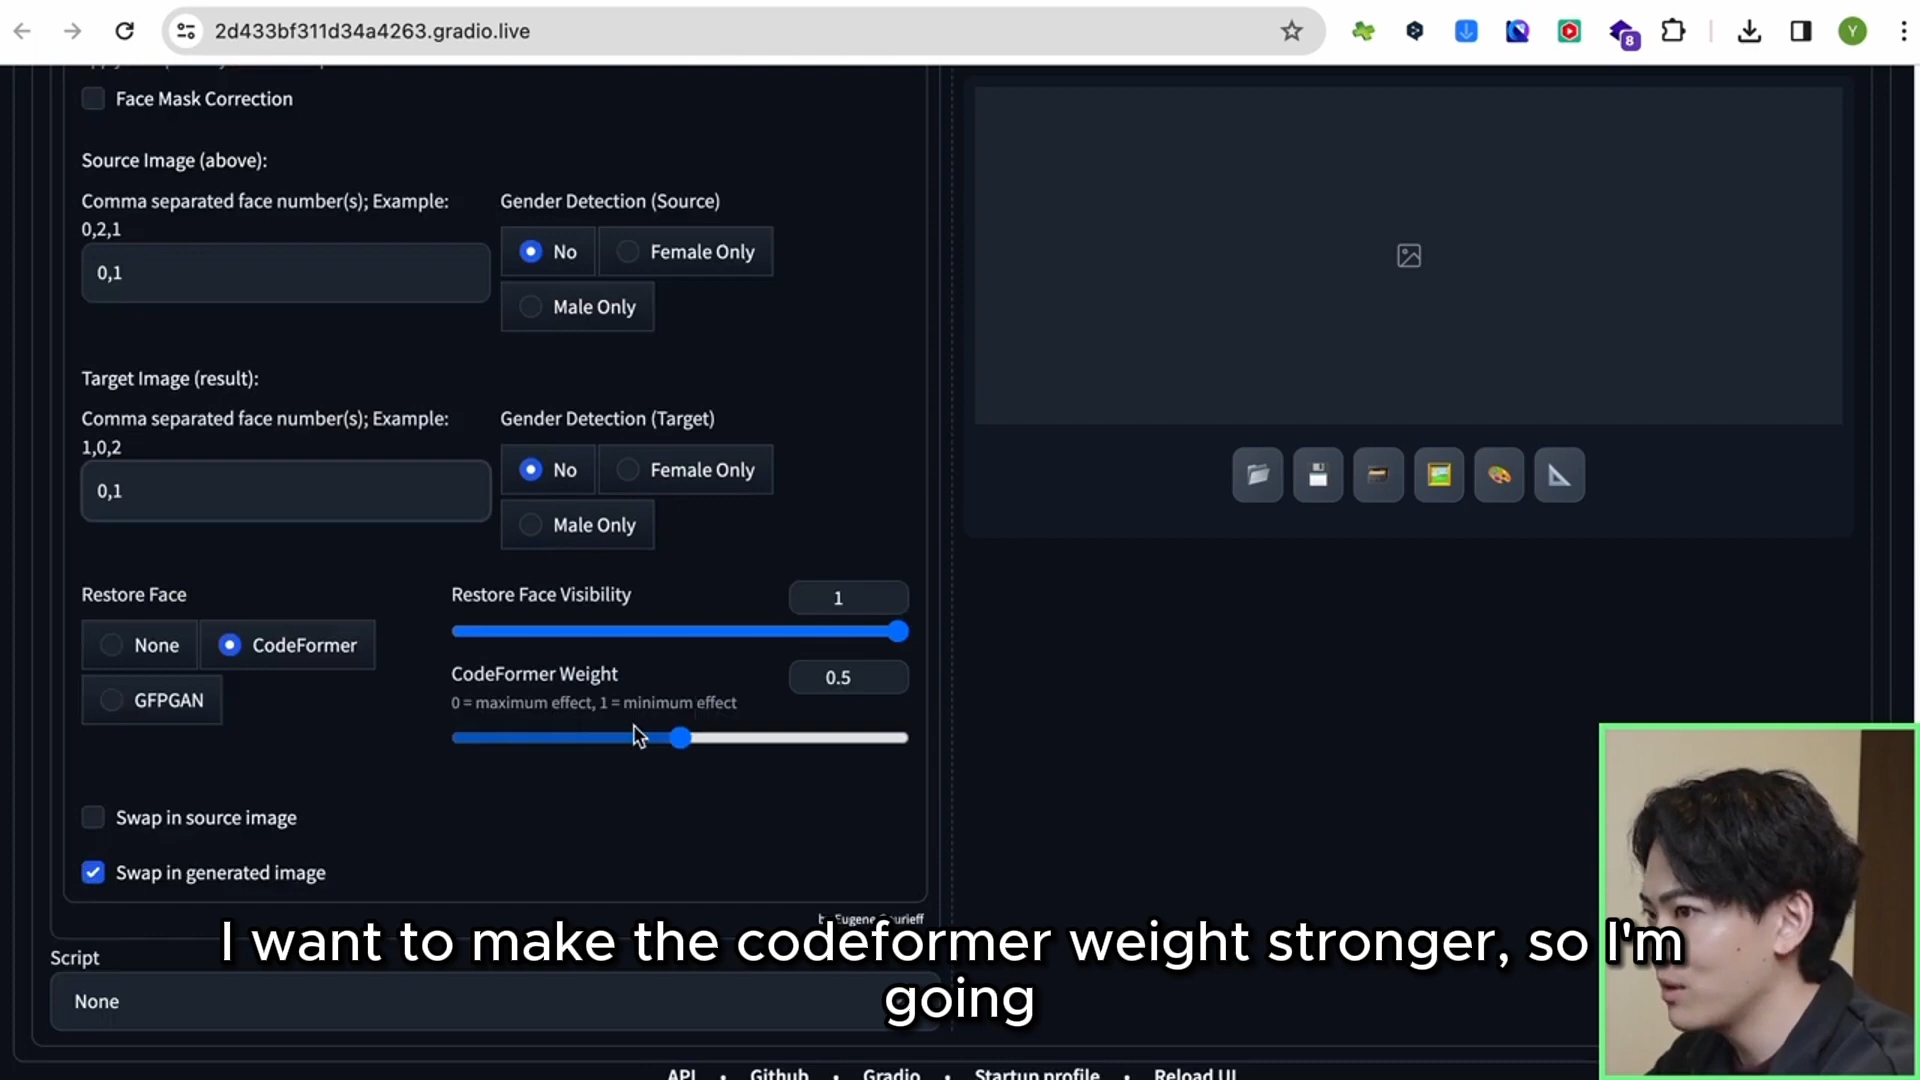 2d433bf311d34a4263.gradio.live
8
Y
Face Mask Correction
Source Image (above):
Comma separated face number(s); Example:
0,2,1
0,1
Gender Detection (Source)
No
Female Only
Male Only
Target Image (result):
Comma separated face number(s); Example:
1,0,2
0,1
Gender Detection (Target)
No
Female Only
Male Only
Restore Face
None
CodeFormer
GFPGAN
Restore Face Visibility
1
CodeFormer Weight
0.5
0 = maximum effect, 1 = minimum effect
Swap in source image
Swap in generated image
Eugene
I want to make the codeformer weight stronger, so I'm
going
Script
None
API • Github • Gradio • Startup profile • Reload UI